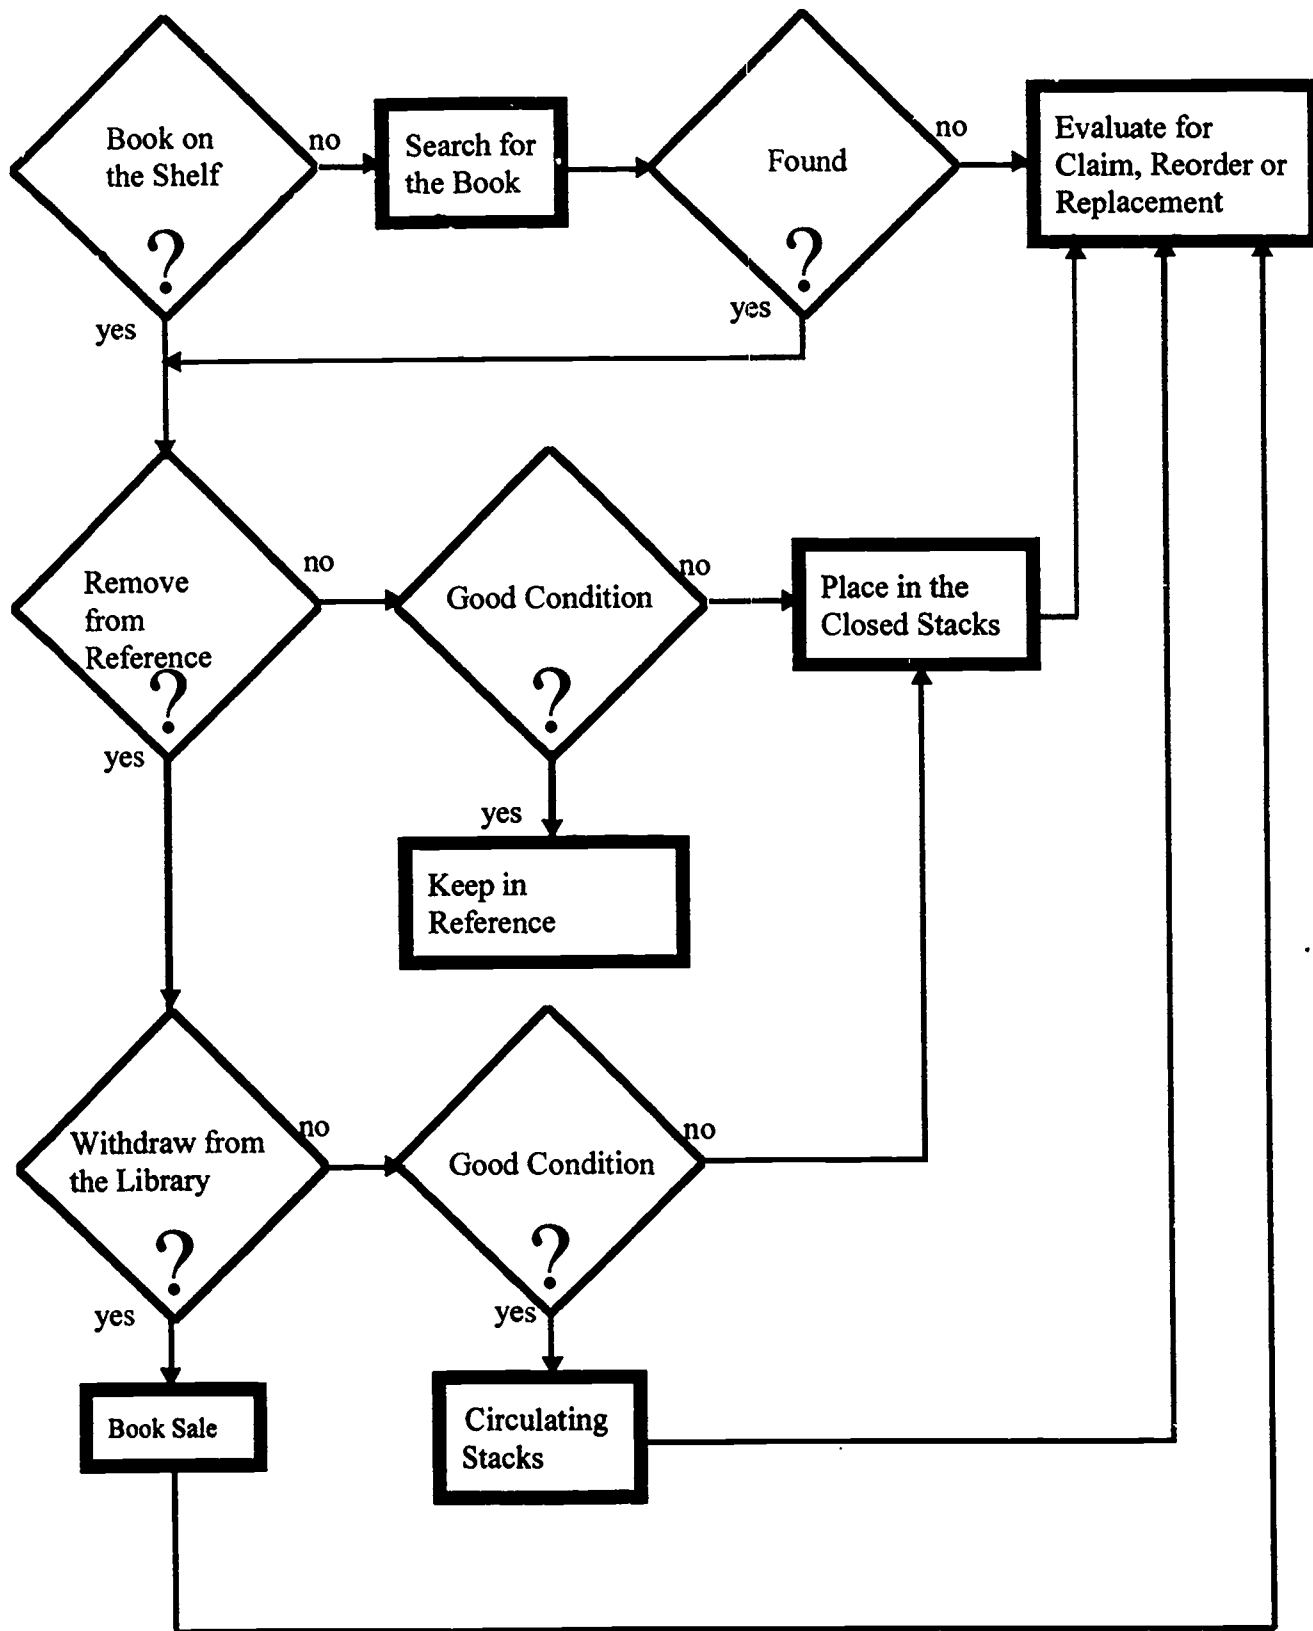 Book on
the Shelf
?
yes
no
Search for
the Book
Found
?
yes
no
Evaluate for
Claim, Reorder or
Replacement
Remove
from
Reference
?
yes
no
Good Condition
?
yes
no
Place in the
Closed Stacks
Keep in
Reference
Withdraw from
the Library
?
yes
no
Good Condition
?
yes
no
Book Sale
Circulating
Stacks